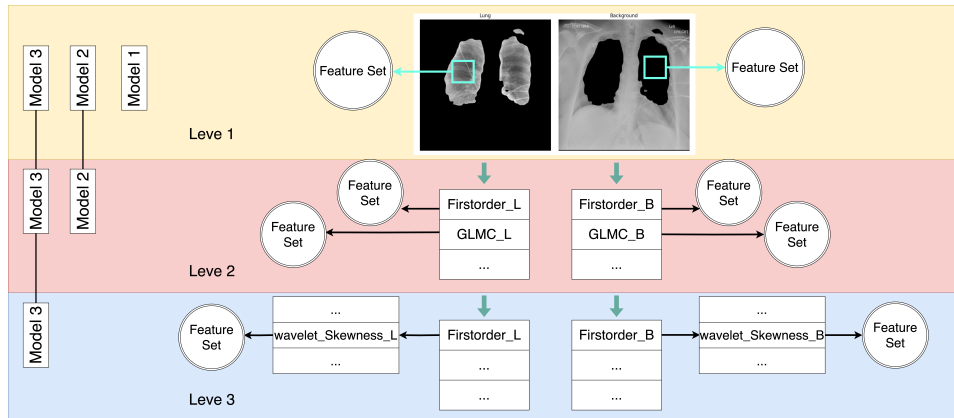 Lung
Background
Model 3
Model 2
Model 1
Feature Set
Feature Set
Leve 1
Model 3
Model 2
Feature
Set
Firstorder_L
Firstorder_B
Feature
Set
Feature
Set
GLMC_L
GLMC_B
Feature
Set
...
...
Leve 2
Model 3
...
...
Feature
Set
wavelet_Skewness_L
Firstorder_L
Firstorder_B
wavelet_Skewness_B
Feature
Set
...
...
...
...
...
...
Leve 3